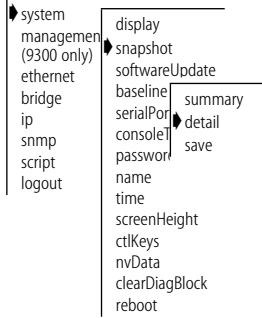 system
managemen
(9300 only)
ethernet
bridge
ip
snmp
script
logout
display
snapshot
softwareUpdate
baseline
serialPor
consoleT
password
name
time
screenHeight
ctlKeys
nvData
clearDiagBlock
reboot
summary
detail
save